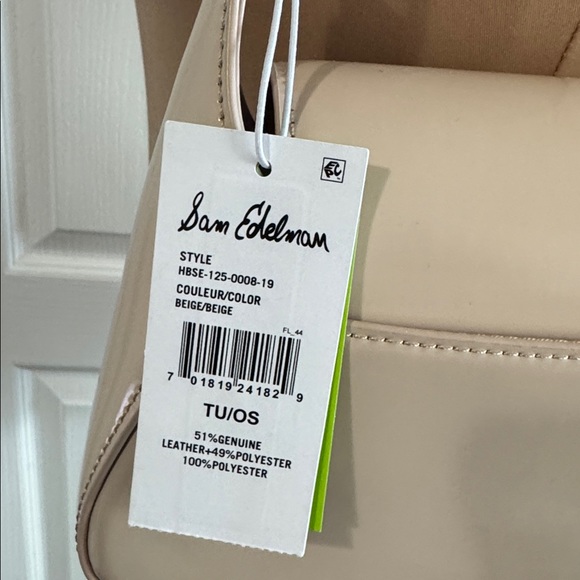 Sam Edelman
STYLE
HBSE-125-0008-19
COULEUR/COLOR
BEIGE/BEIGE
FL_44
7 01819 24182 9
TU/OS
51%GENUINE
LEATHER+49%POLYESTER
100%POLYESTER